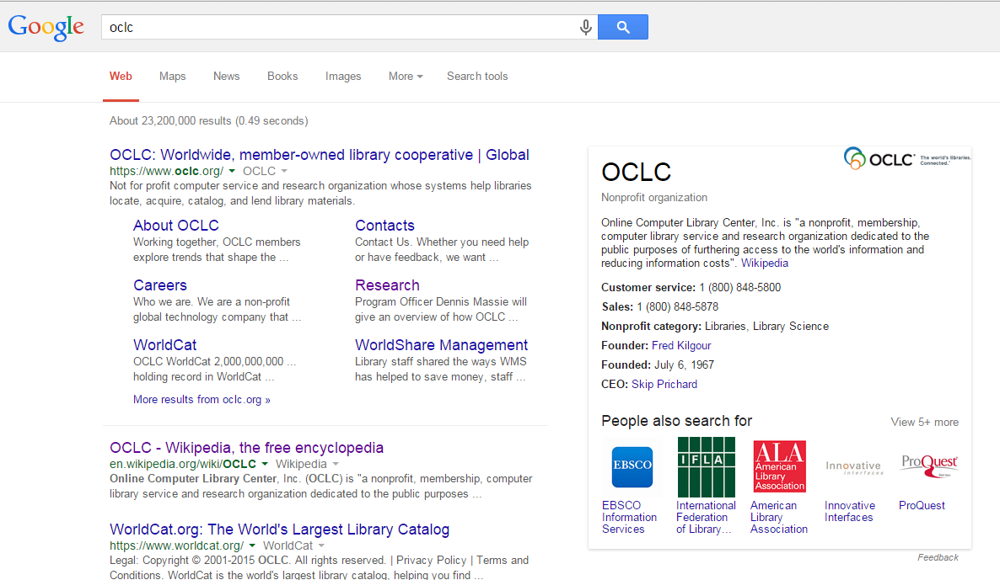 Google
oclc
Web Maps News Books Images More Search tools
About 23,200,000 results (0.49 seconds)
OCLC: Worldwide, member-owned library cooperative | Global
https://www.oclc.org/ OCLC
Not for profit computer service and research organization whose systems help libraries
locate, acquire, catalog, and lend library materials.
About OCLC
Working together, OCLC members
explore trends that shape the ...
Contacts
Contact Us. Whether you need help
or have feedback, we want ...
Careers
Who we are. We are a non-profit
global technology company that ...
Research
Program Officer Dennis Massie will
give an overview of how OCLC ...
WorldCat
OCLC WorldCat 2,000,000,000 ...
holding record in WorldCat ...
WorldShare Management
Library staff shared the ways WMS
has helped to save money, staff ...
More results from oclc.org »
OCLC - Wikipedia, the free encyclopedia
en.wikipedia.org/wiki/OCLC Wikipedia
Online Computer Library Center, Inc. (OCLC) is "a nonprofit, membership, computer
library service and research organization dedicated to the public purposes ...
WorldCat.org: The World's Largest Library Catalog
https://www.worldcat.org/ WorldCat
Legal: Copyright © 2001-2015 OCLC. All rights reserved. | Privacy Policy | Terms and
Conditions. WorldCat is the world's largest library catalog, helping you find ...
OCLC®
The world's libraries.
Connected.™
OCLC
Nonprofit organization
Online Computer Library Center, Inc. is "a nonprofit, membership,
computer library service and research organization dedicated to the
public purposes of furthering access to the world's information and
reducing information costs". Wikipedia
Customer service: 1 (800) 848-5800
Sales: 1 (800) 848-5878
Nonprofit category: Libraries, Library Science
Founder: Fred Kilgour
Founded: July 6, 1967
CEO: Skip Prichard
People also search for
View 5+ more
EBSCO
IFLA
ALA
American
Library
Association
Innovative
interfaces
ProQuest
EBSCO
Information
Services
International
Federation
of Library...
American
Library
Association
Innovative
Interfaces
ProQuest
Feedback